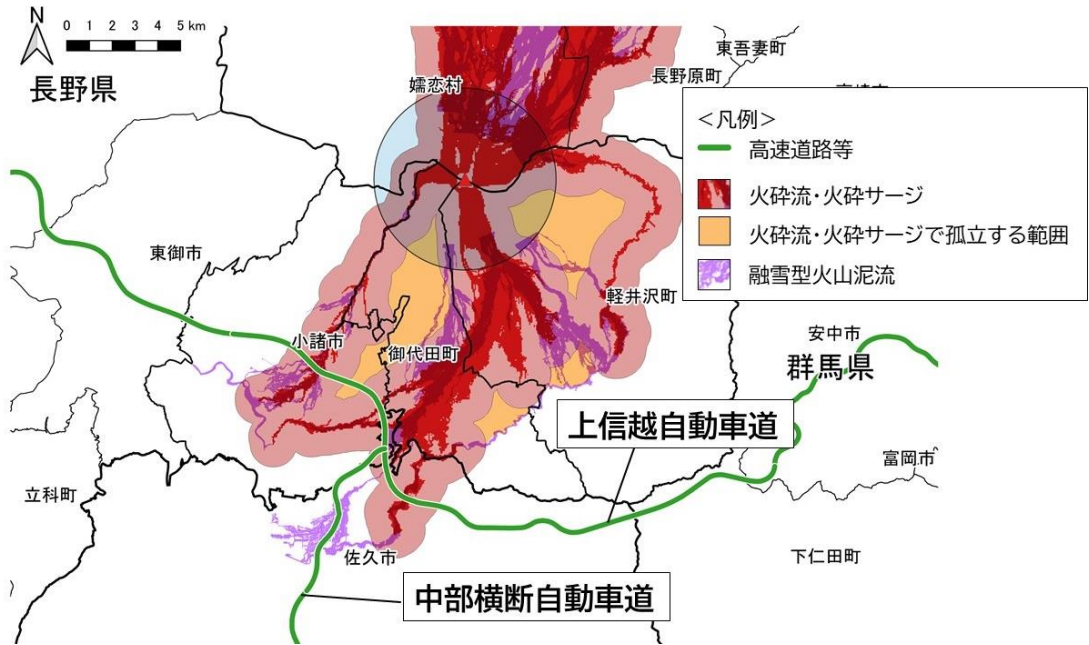 N
0 1 2 3 4 5 km
長野県
東吾妻町
長野原町
嬬恋村
<凡例>
高速道路等
火砕流・火砕サージ
火砕流・火砕サージで孤立する範囲
融雪型火山泥流
東御市
軽井沢町
小諸市
御代田町
安中市
群馬県
上信越自動車道
富岡市
立科町
佐久市
下仁田町
中部横断自動車道